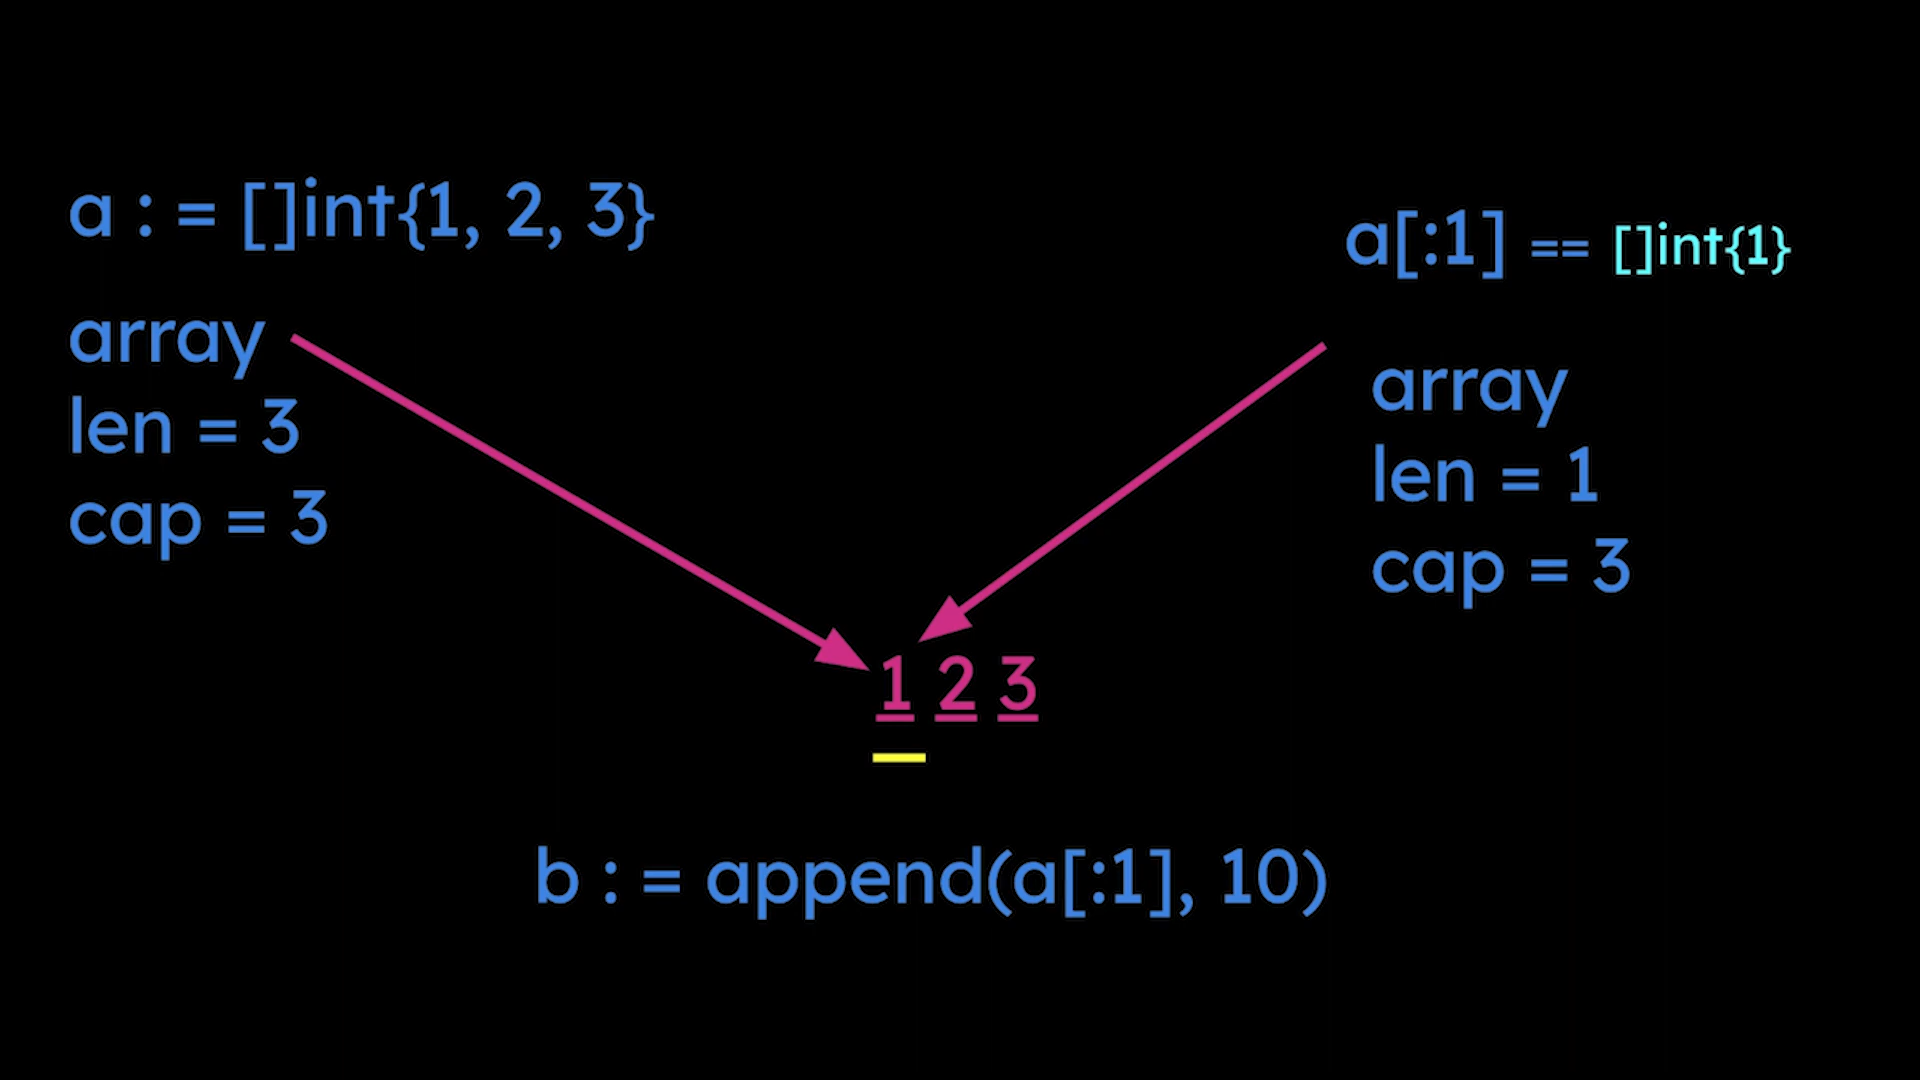 a : = []int{1, 2, 3}
array
len = 3
cap = 3
a[:1] == []int{1}
array
len = 1
cap = 3
1 2 3
b : = append(a[:1], 10)